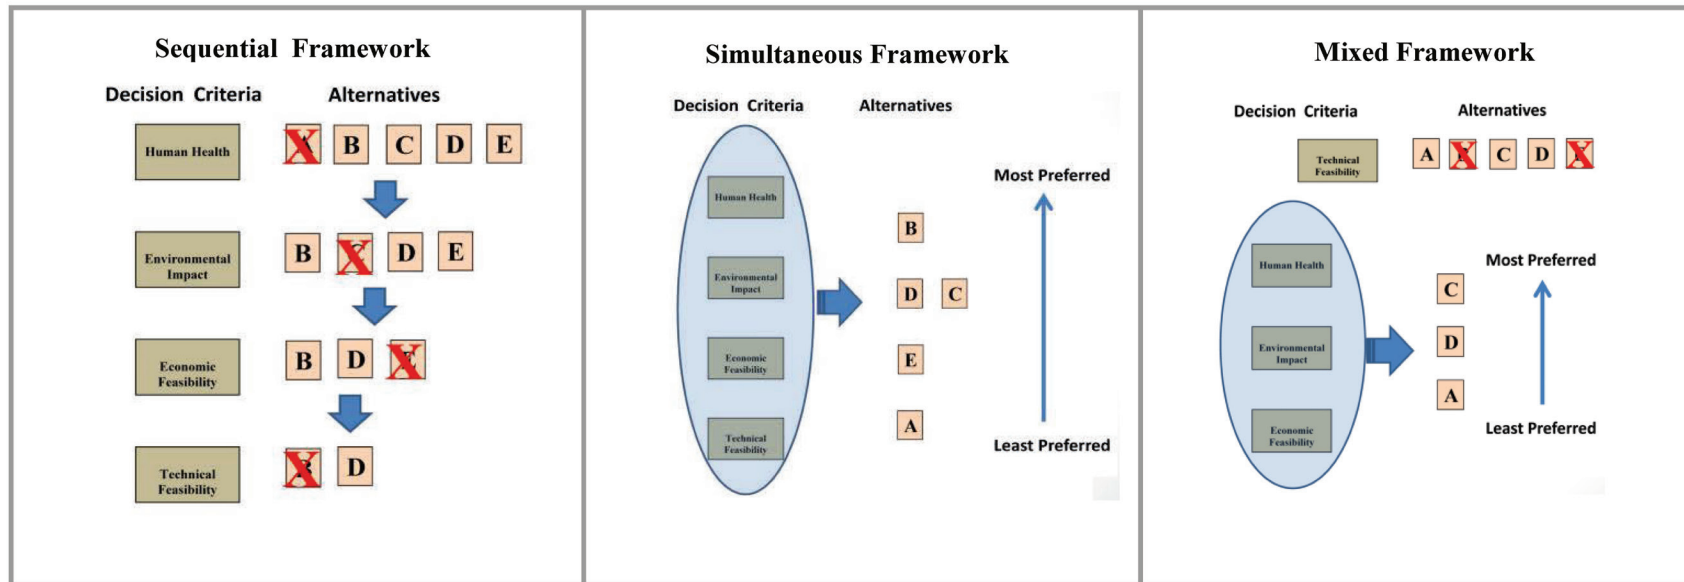 Sequential Framework
Decision Criteria Alternatives
Human Health
B C D E
Environmental
Impact
B D E
Economic
Feasibility
B D
Technical
Feasibility
D
Simultaneous Framework
Decision Criteria Alternatives
Human Health
Environmental
Impact
Economic
Feasibility
Technical
Feasibility
B
D C
E
A
Most Preferred
Least Preferred
Mixed Framework
Decision Criteria Alternatives
Technical
Feasibility
A C D
Human Health
Environmental
Impact
Economic
Feasibility
C
D
A
Most Preferred
Least Preferred